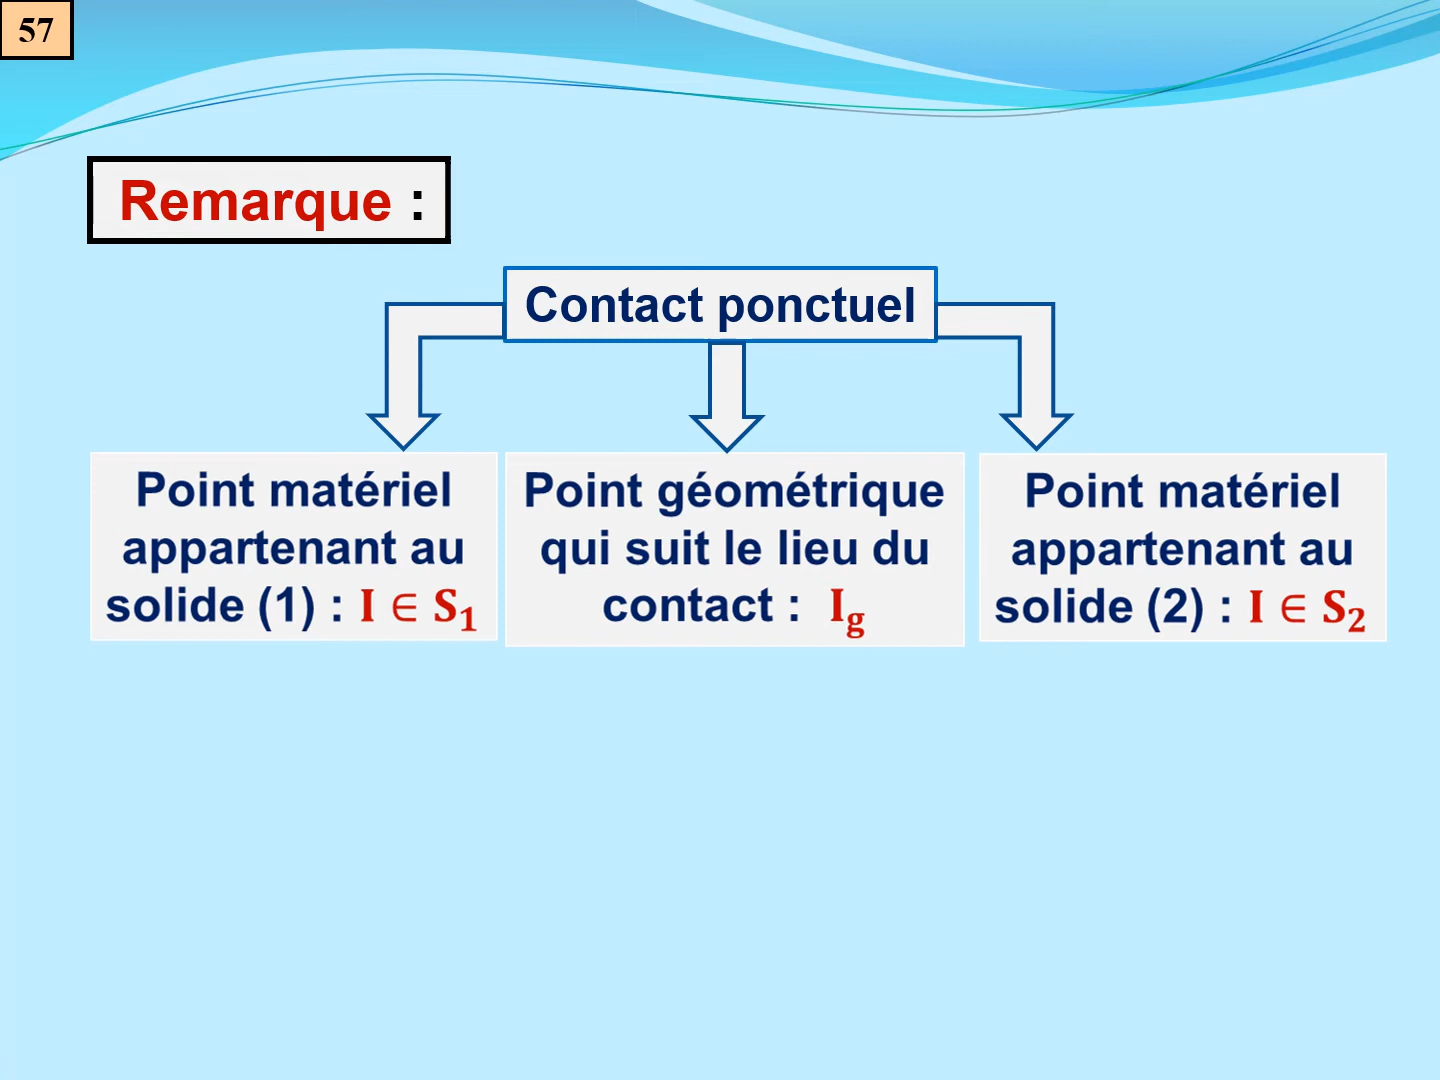 57
Remarque :
Contact ponctuel
Point matériel
appartenant au
solide (1) : I ∈ S₁
Point géométrique
qui suit le lieu du
contact : I_g
Point matériel
appartenant au
solide (2) : I ∈ S₂